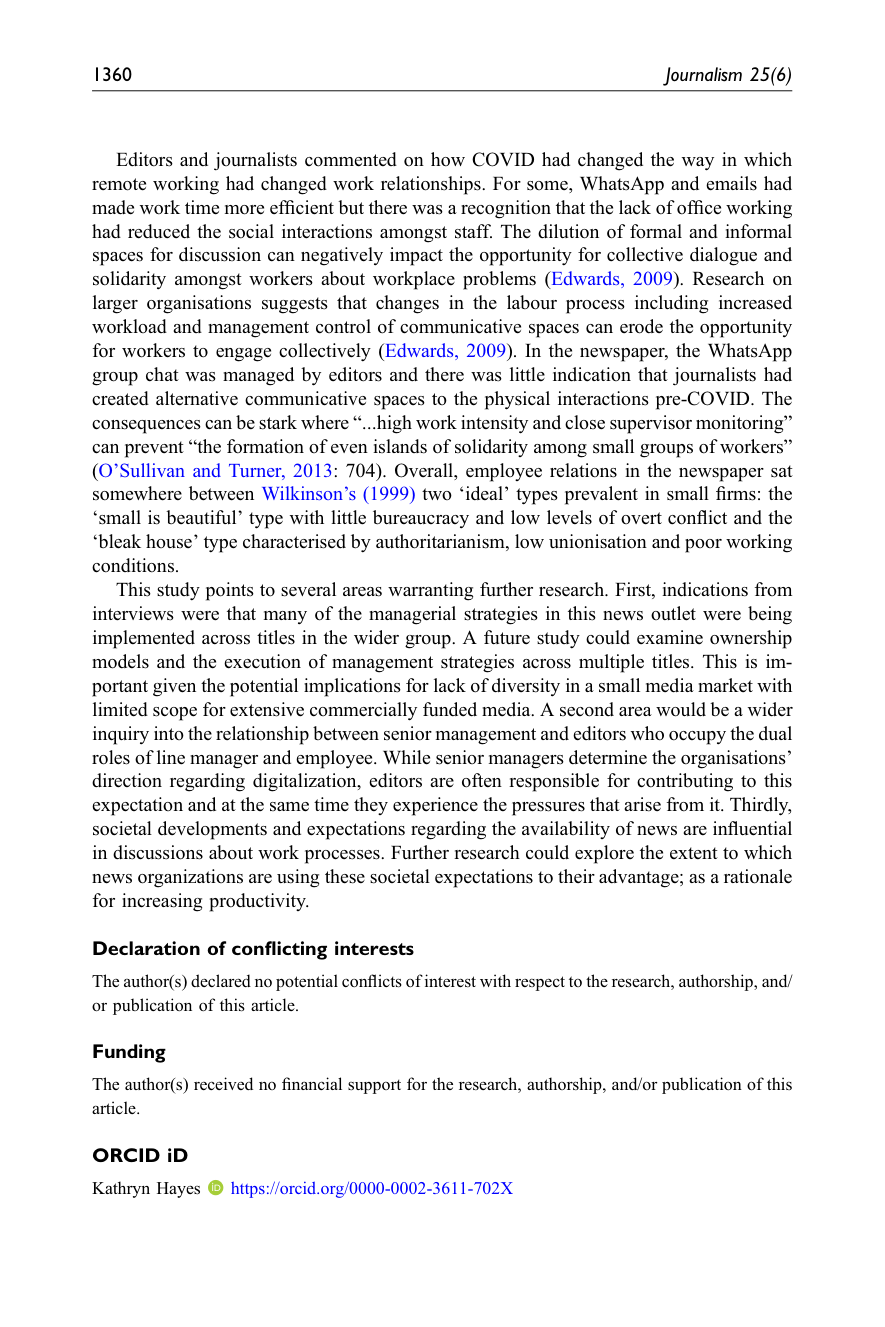 1360
Journalism 25(6)
Editors and journalists commented on how COVID had changed the way in which
remote working had changed work relationships. For some, WhatsApp and emails had
made work time more efficient but there was a recognition that the lack of office working
had reduced the social interactions amongst staff. The dilution of formal and informal
spaces for discussion can negatively impact the opportunity for collective dialogue and
solidarity amongst workers about workplace problems (Edwards, 2009). Research on
larger organisations suggests that changes in the labour process including increased
workload and management control of communicative spaces can erode the opportunity
for workers to engage collectively (Edwards, 2009). In the newspaper, the WhatsApp
group chat was managed by editors and there was little indication that journalists had
created alternative communicative spaces to the physical interactions pre-COVID. The
consequences can be stark where “...high work intensity and close supervisor monitoring”
can prevent “the formation of even islands of solidarity among small groups of workers”
(O’Sullivan and Turner, 2013: 704). Overall, employee relations in the newspaper sat
somewhere between Wilkinson’s (1999) two ‘ideal’ types prevalent in small firms: the
‘small is beautiful’ type with little bureaucracy and low levels of overt conflict and the
‘bleak house’ type characterised by authoritarianism, low unionisation and poor working
conditions.
This study points to several areas warranting further research. First, indications from
interviews were that many of the managerial strategies in this news outlet were being
implemented across titles in the wider group. A future study could examine ownership
models and the execution of management strategies across multiple titles. This is im-
portant given the potential implications for lack of diversity in a small media market with
limited scope for extensive commercially funded media. A second area would be a wider
inquiry into the relationship between senior management and editors who occupy the dual
roles of line manager and employee. While senior managers determine the organisations’
direction regarding digitalization, editors are often responsible for contributing to this
expectation and at the same time they experience the pressures that arise from it. Thirdly,
societal developments and expectations regarding the availability of news are influential
in discussions about work processes. Further research could explore the extent to which
news organizations are using these societal expectations to their advantage; as a rationale
for increasing productivity.
Declaration of conflicting interests
The author(s) declared no potential conflicts of interest with respect to the research, authorship, and/
or publication of this article.
Funding
The author(s) received no financial support for the research, authorship, and/or publication of this
article.
ORCID iD
Kathryn Hayes iD https://orcid.org/0000-0002-3611-702X